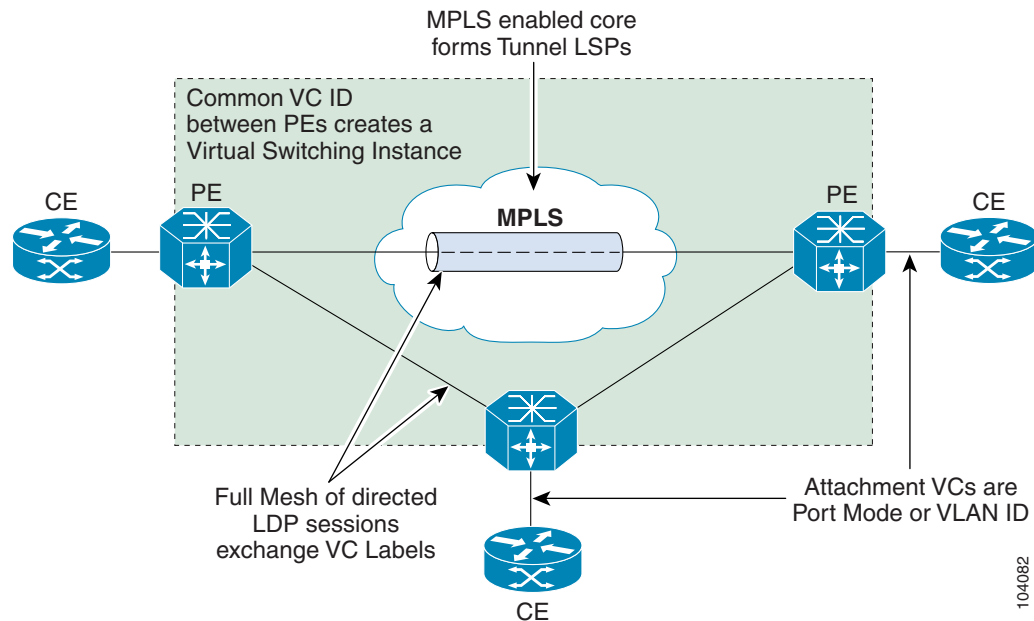 MPLS enabled core
forms Tunnel LSPs
Common VC ID
between PEs creates a
Virtual Switching Instance
CE
PE
MPLS
PE
CE
Full Mesh of directed
LDP sessions
exchange VC Labels
Attachment VCs are
Port Mode or VLAN ID
CE
104082